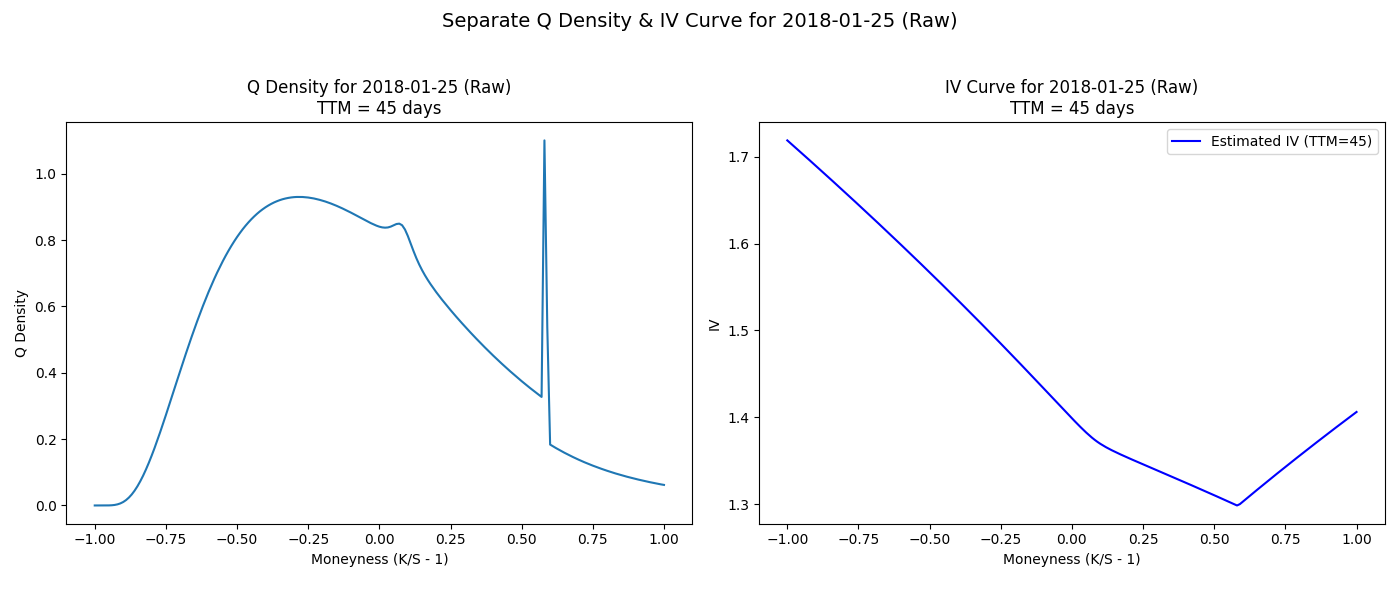 Separate Q Density & IV Curve for 2018-01-25 (Raw)
Q Density for 2018-01-25 (Raw)
TTM = 45 days
Q Density
1.0
0.8
0.6
0.4
0.2
0.0
−1.00 −0.75 −0.50 −0.25 0.00 0.25 0.50 0.75 1.00
Moneyness (K/S - 1)
IV Curve for 2018-01-25 (Raw)
TTM = 45 days
Estimated IV (TTM=45)
IV
1.7
1.6
1.5
1.4
1.3
−1.00 −0.75 −0.50 −0.25 0.00 0.25 0.50 0.75 1.00
Moneyness (K/S - 1)